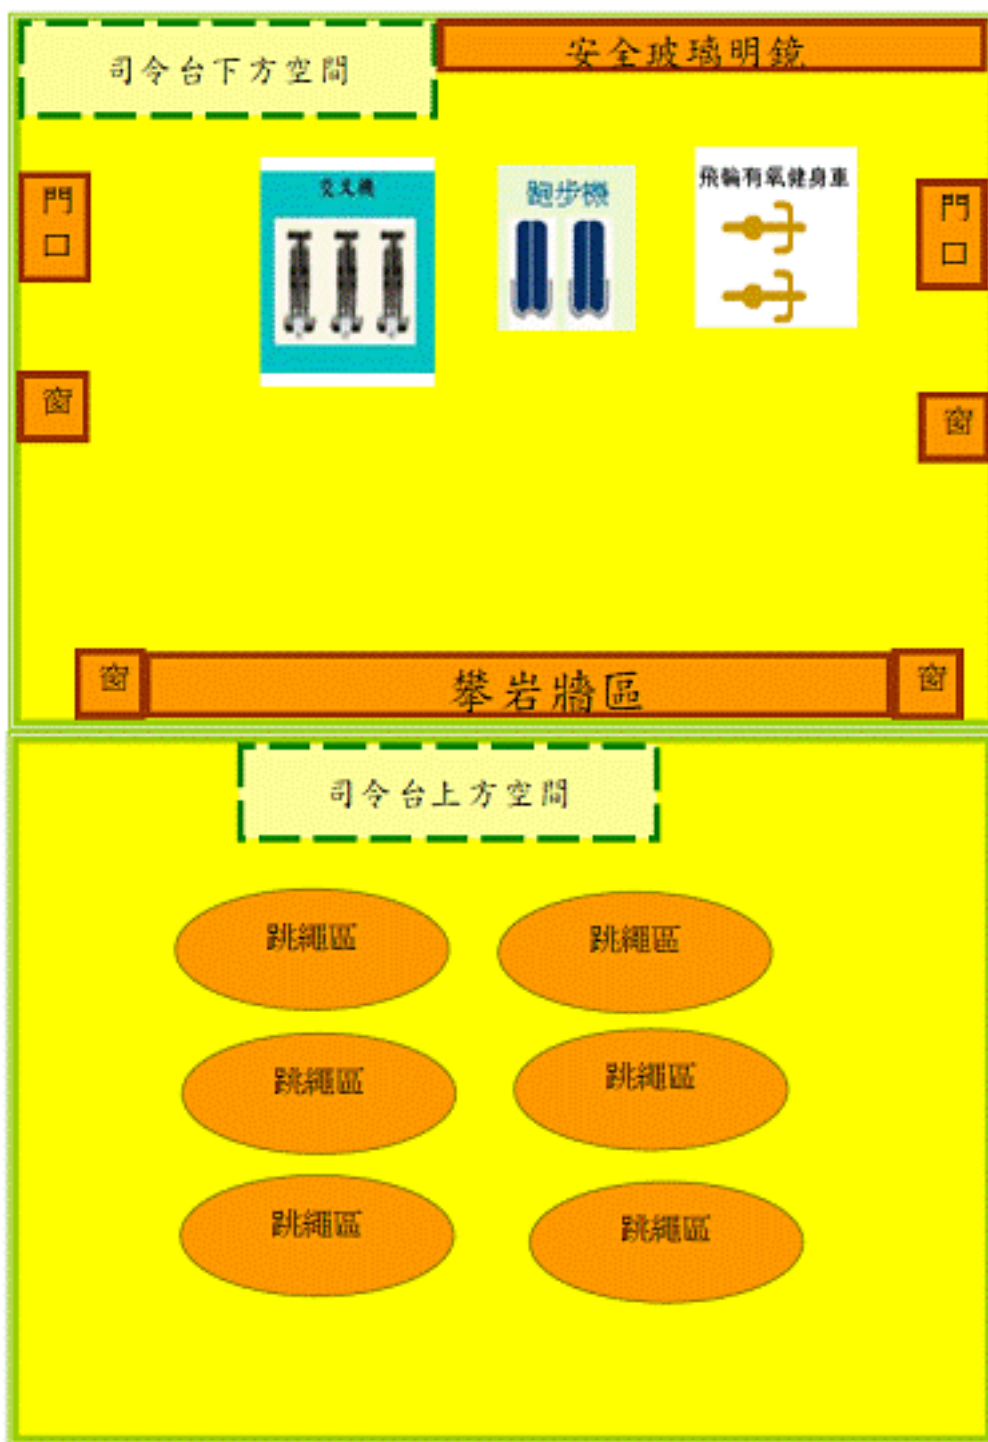 司令台下方空間
安全玻璃明鏡
交叉機
跑步機
飛輪有氧健身車
門
口
門
口
窗
窗
窗
攀岩牆區
窗
司令台上方空間
跳繩區
跳繩區
跳繩區
跳繩區
跳繩區
跳繩區